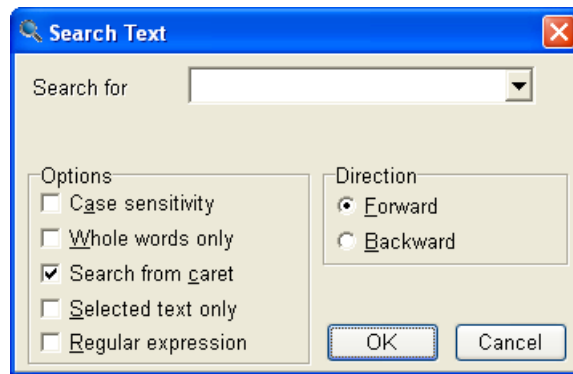 Search Text
Search for
Options
Case sensitivity
Whole words only
Search from caret
Selected text only
Regular expression
Direction
Forward
Backward
OK
Cancel